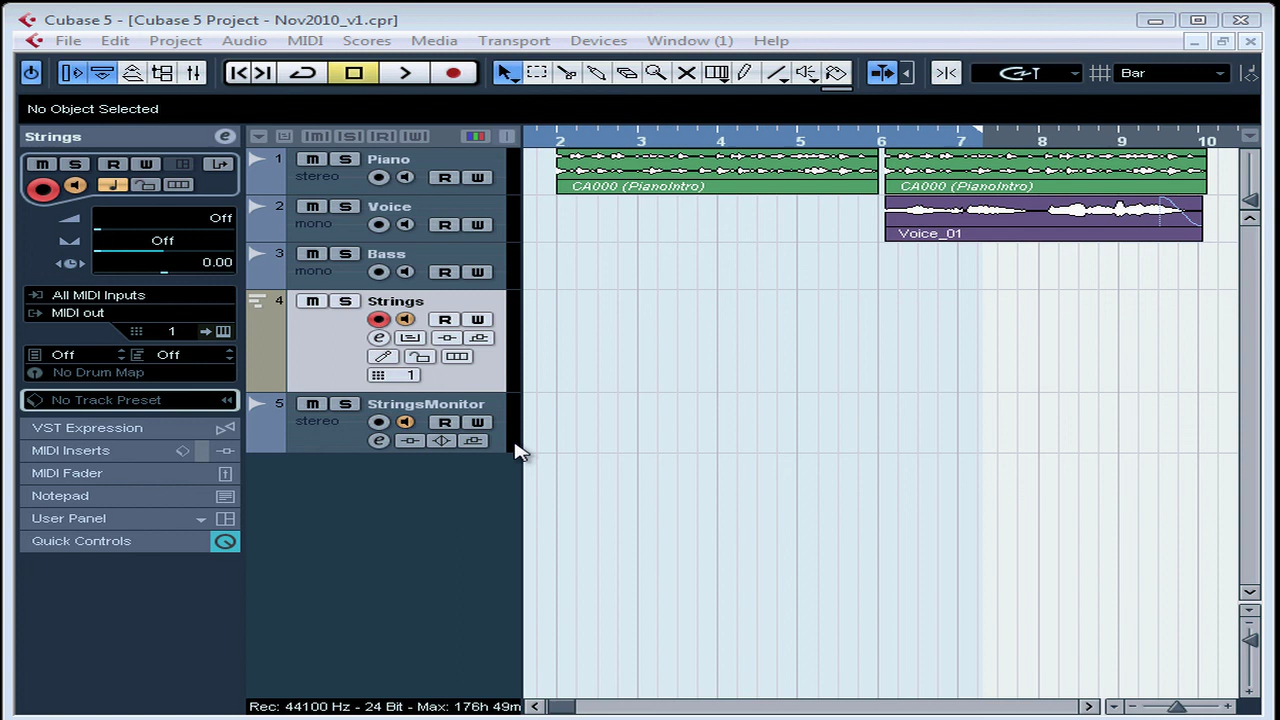 Cubase 5 - [Cubase 5 Project - Nov2010_v1.cpr]
File Edit Project Audio MIDI Scores Media Transport Devices Window (1) Help
Bar
No Object Selected
Strings
M S R W
Off
Off
0.00
All MIDI Inputs
MIDI out
1
Off Off
No Drum Map
No Track Preset
VST Expression
MIDI Inserts
MIDI Fader
Notepad
User Panel
Quick Controls
[M] [S] [R] [W]
1 m S Piano
stereo R W
2 m S Voice
mono R W
3 m S Bass
mono R W
4 m S Strings
R W
e
1
5 m S StringsMonitor
stereo R W
e
2 3 4 5 6 7 8 9 10
CA000 (PianoIntro) CA000 (PianoIntro)
Voice_01
Rec: 44100 Hz - 24 Bit - Max: 176h 49m